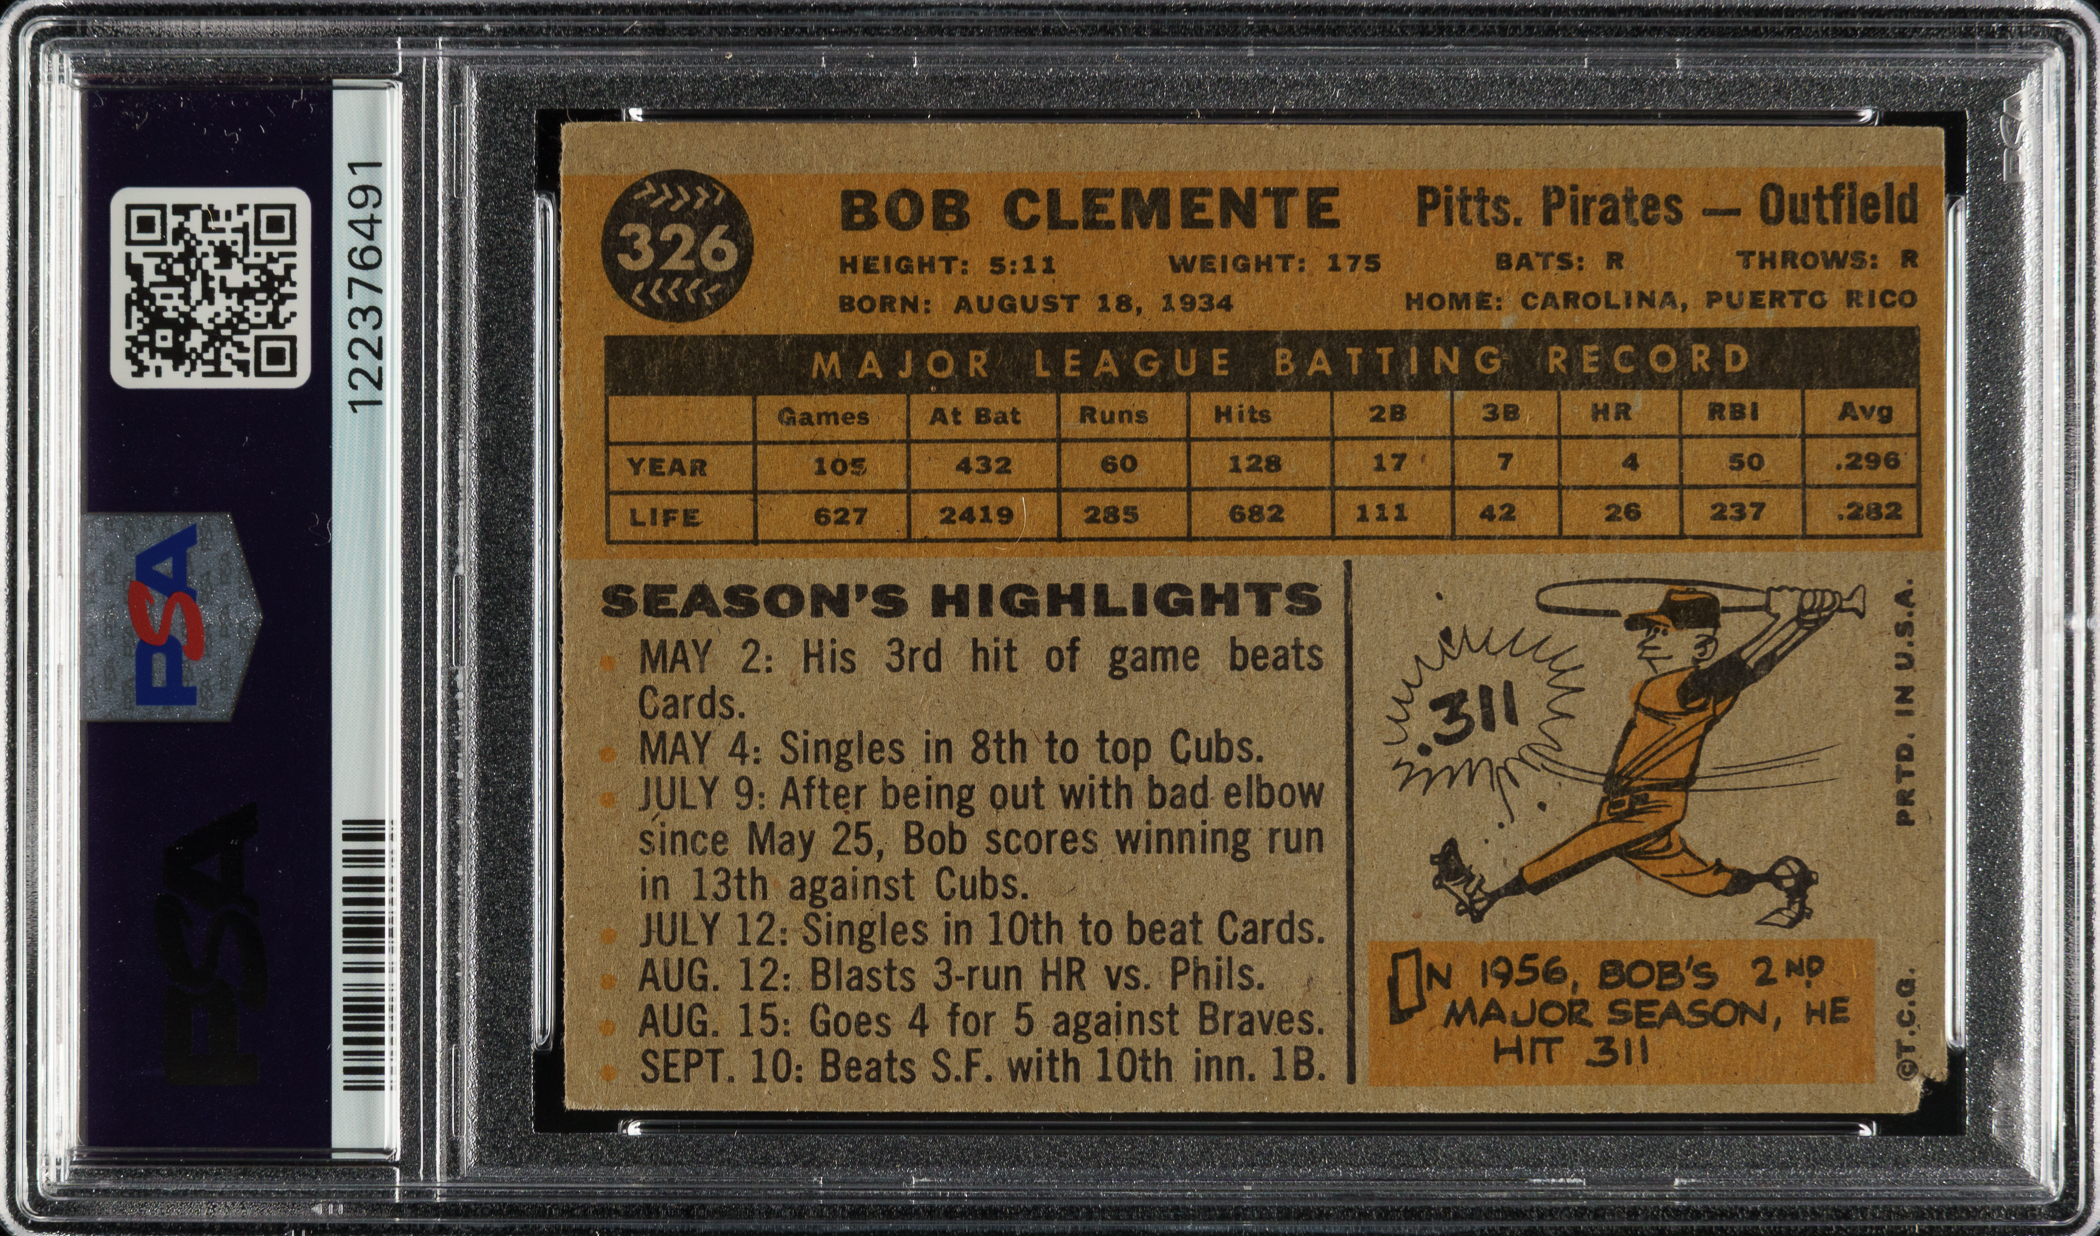 122376491
PSA
PSA
PSA
326
BOB CLEMENTE Pitts. Pirates — Outfield
HEIGHT: 5:11 WEIGHT: 175 BATS: R THROWS: R
BORN: AUGUST 18, 1934 HOME: CAROLINA, PUERTO RICO
MAJOR LEAGUE BATTING RECORD
Games At Bat Runs Hits 2B 3B HR RBI Avg
YEAR 105 432 60 128 17 7 4 50 .296
LIFE 627 2419 285 682 111 42 26 237 .282
SEASON'S HIGHLIGHTS
MAY 2: His 3rd hit of game beats
Cards.
MAY 4: Singles in 8th to top Cubs.
JULY 9: After being out with bad elbow
since May 25, Bob scores winning run
in 13th against Cubs.
JULY 12: Singles in 10th to beat Cards.
AUG. 12: Blasts 3-run HR vs. Phils.
AUG. 15: Goes 4 for 5 against Braves.
SEPT. 10: Beats S.F. with 10th inn. 1B.
.311
IN 1956, BOB'S 2ND
MAJOR SEASON, HE
HIT 311
©T.C.G. PRTD. IN U.S.A.